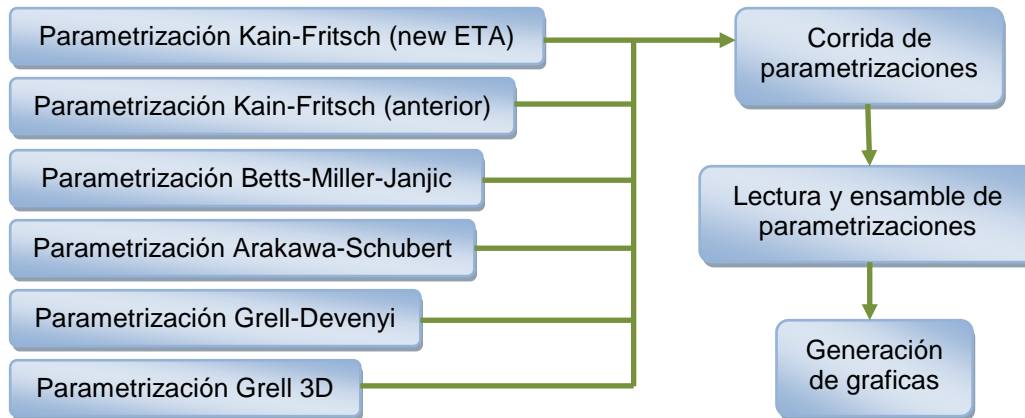 Parametrización Kain-Fritsch (new ETA)
Parametrización Kain-Fritsch (anterior)
Parametrización Betts-Miller-Janjic
Parametrización Arakawa-Schubert
Parametrización Grell-Devenyi
Parametrización Grell 3D
Corrida de
parametrizaciones
Lectura y ensamble de
parametrizaciones
Generación
de graficas